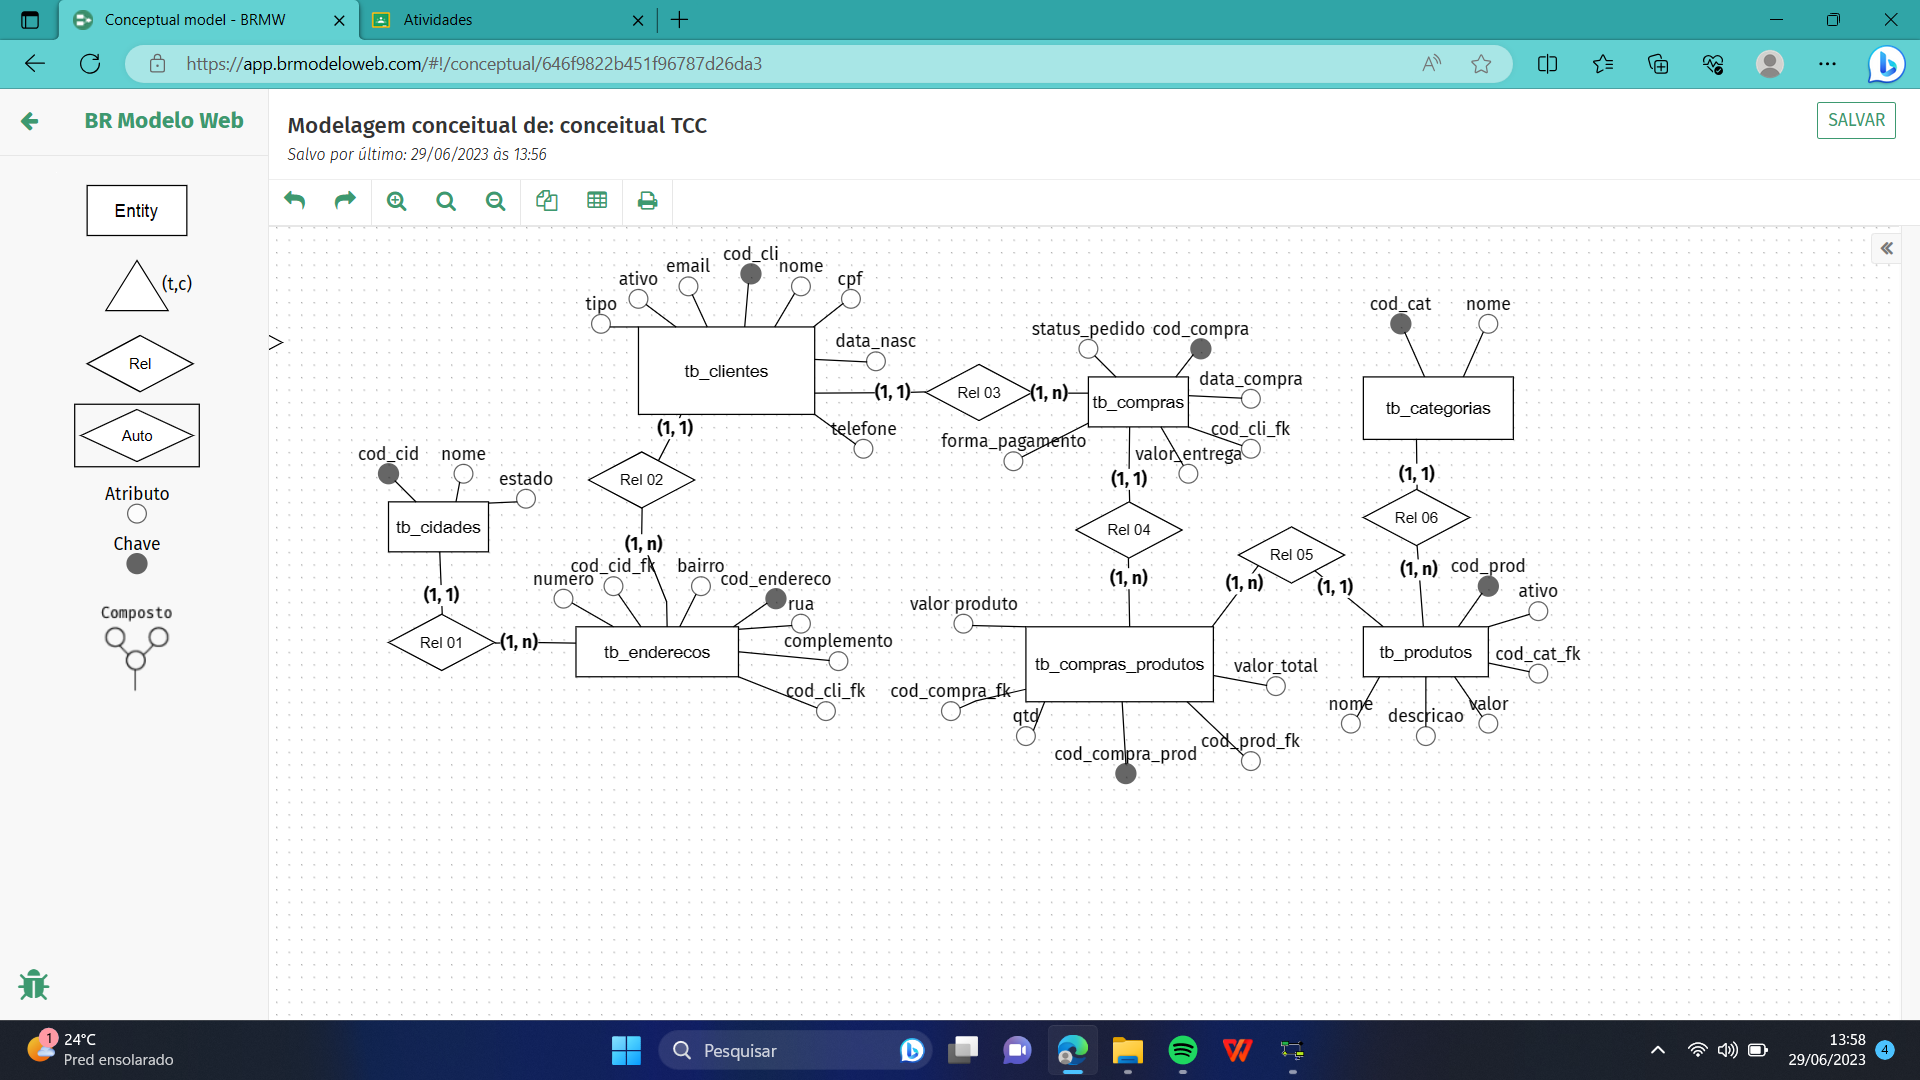 Conceptual model - BRMW
Atividades
https://app.brmodeloweb.com/#!/conceptual/646f9822b451f96787d26da3
BR Modelo Web
Modelagem conceitual de: conceitual TCC
Salvo por último: 29/06/2023 às 13:56
SALVAR
Entity
(t,c)
Rel
Auto
Atributo
Chave
Composto
cod_cli
email
nome
ativo
cpf
tipo
data_nasc
tb_clientes
telefone
(1, 1)
Rel 03
(1, n)
status_pedido
cod_compra
data_compra
tb_compras
cod_cli_fk
forma_pagamento
valor_entrega
cod_cat
nome
tb_categorias
(1, 1)
Rel 02
(1, n)
cod_cid
nome
estado
tb_cidades
(1, 1)
Rel 01
(1, n)
cod_cid_fk
bairro
numero
cod_endereco
rua
complemento
tb_enderecos
cod_cli_fk
(1, 1)
Rel 04
(1, n)
(1, 1)
Rel 06
(1, n)
Rel 05
(1, n)
(1, 1)
valor produto
tb_compras_produtos
valor_total
cod_compra_fk
qtd
cod_compra_prod
cod_prod_fk
cod_prod
ativo
tb_produtos
cod_cat_fk
nome
descricao
valor
1
24°C
Pred ensolarado
Pesquisar
13:58
29/06/2023
4